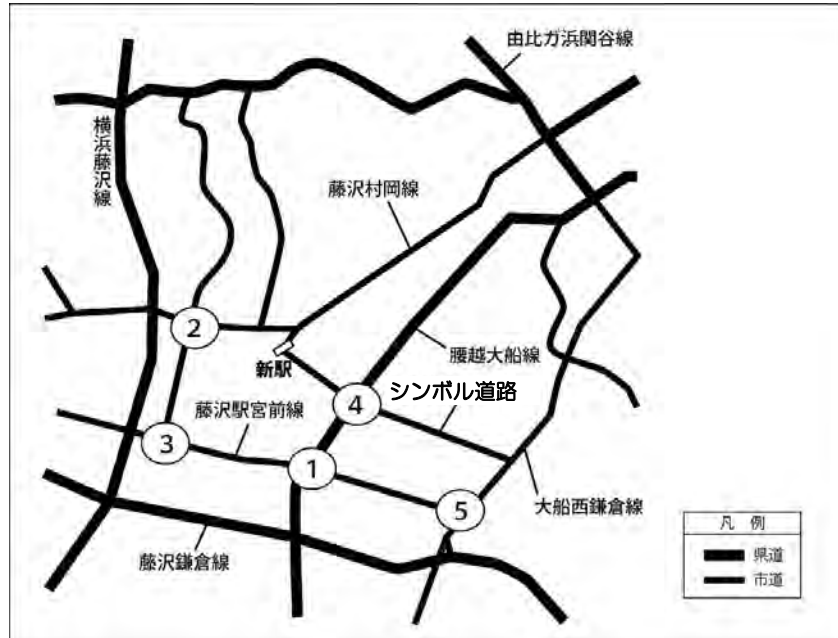 由比ガ浜関谷線
横浜藤沢線
藤沢村岡線
②
新駅
腰越大船線
④
シンボル道路
③
藤沢駅宮前線
①
⑤
大船西鎌倉線
藤沢鎌倉線
凡 例
県道
市道